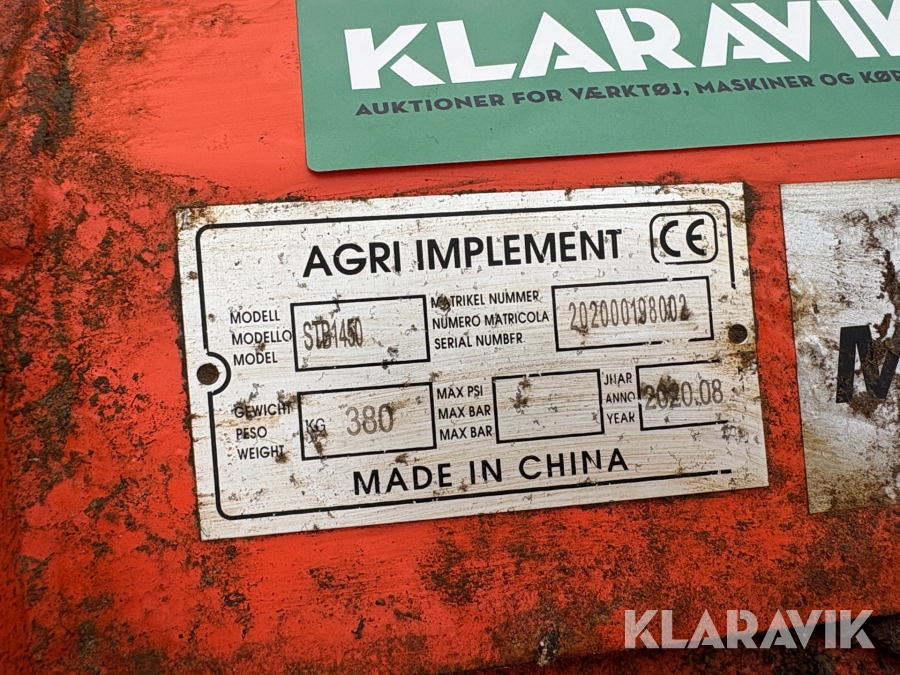 KLARAVIK
AUKTIONER FOR VÆRKTØJ, MASKINER OG KØR
AGRI IMPLEMENT CE
MODELL
MODELLO
MODEL
STB1450
MATRIKEL NUMMER
NUMERO MATRICOLA
SERIAL NUMBER
202000198002
GEWICHT
PESO
WEIGHT
KG 380
MAX PSI
MAX BAR
MAX BAR
JHAR
ANNO
YEAR
2020.08
MADE IN CHINA
M
KLARAVIK